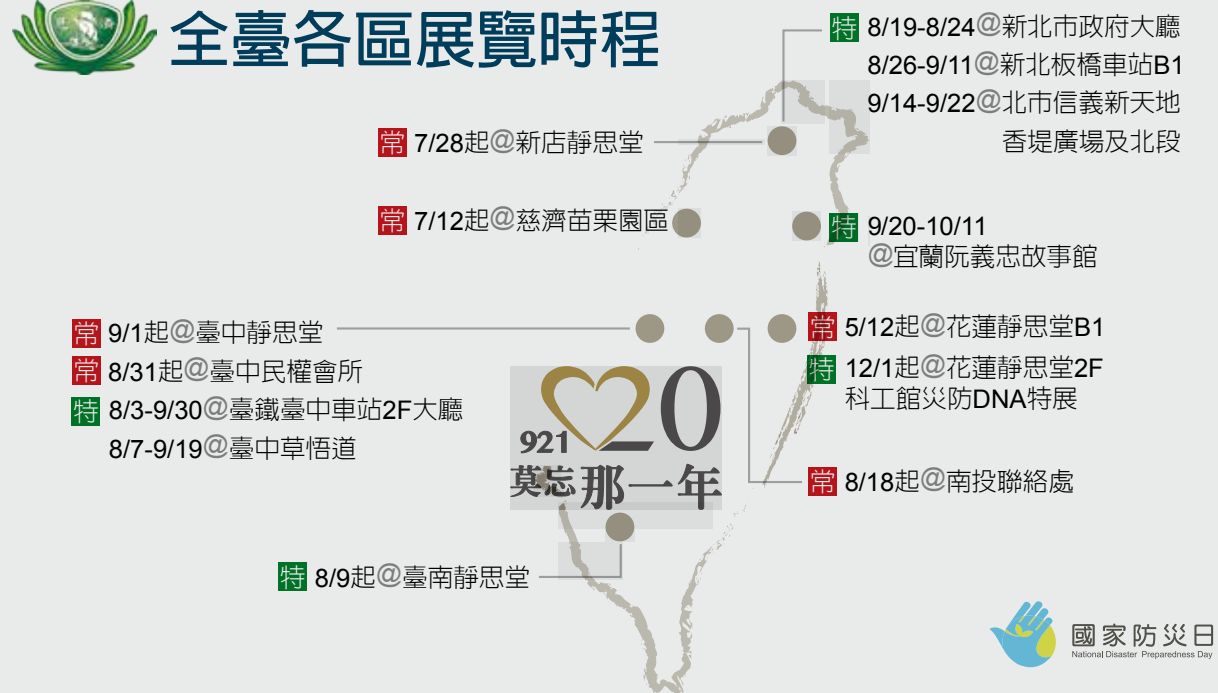 全臺各區展覽時程
特 8/19-8/24@新北市政府大廳
8/26-9/11@新北板橋車站B1
9/14-9/22@北市信義新天地
香堤廣場及北段
常 7/28起@新店靜思堂
常 7/12起@慈濟苗栗園區
特 9/20-10/11
@宜蘭阮義忠故事館
常 9/1起@臺中靜思堂
常 8/31起@臺中民權會所
特 8/3-9/30@臺鐵臺中車站2F大廳
8/7-9/19@臺中草悟道
常 5/12起@花蓮靜思堂B1
特 12/1起@花蓮靜思堂2F
科工館災防DNA特展
921 20
莫忘那一年
常 8/18起@南投聯絡處
特 8/9起@臺南靜思堂
國家防災日
National Disaster Preparedness Day